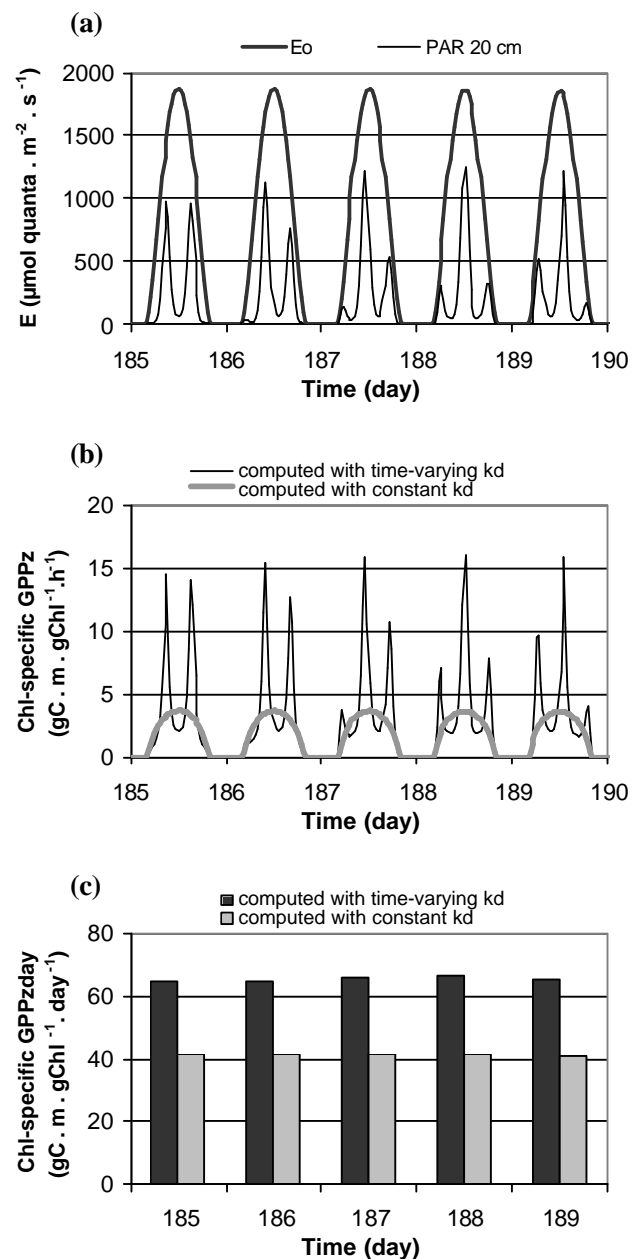 (a)
Eo PAR 20 cm
2000
1500
1000
500
0
E (µmol quanta . m⁻² . s⁻¹)
185 186 187 188 189 190
Time (day)
(b)
computed with time-varying kd
computed with constant kd
20
15
10
5
0
Chl-specific GPPz
(gC . m . gChl⁻¹.h⁻¹)
185 186 187 188 189 190
Time (day)
(c)
computed with time-varying kd
computed with constant kd
80
60
40
20
0
Chl-specific GPPzday
(gC . m . gChl⁻¹ . day⁻¹)
185 186 187 188 189
Time (day)